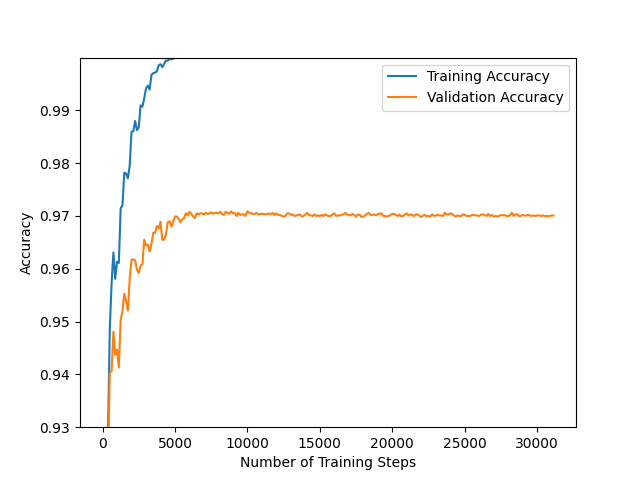 Training Accuracy
Validation Accuracy
0.99
0.98
0.97
0.96
0.95
0.94
0.93
Accuracy
0 5000 10000 15000 20000 25000 30000
Number of Training Steps